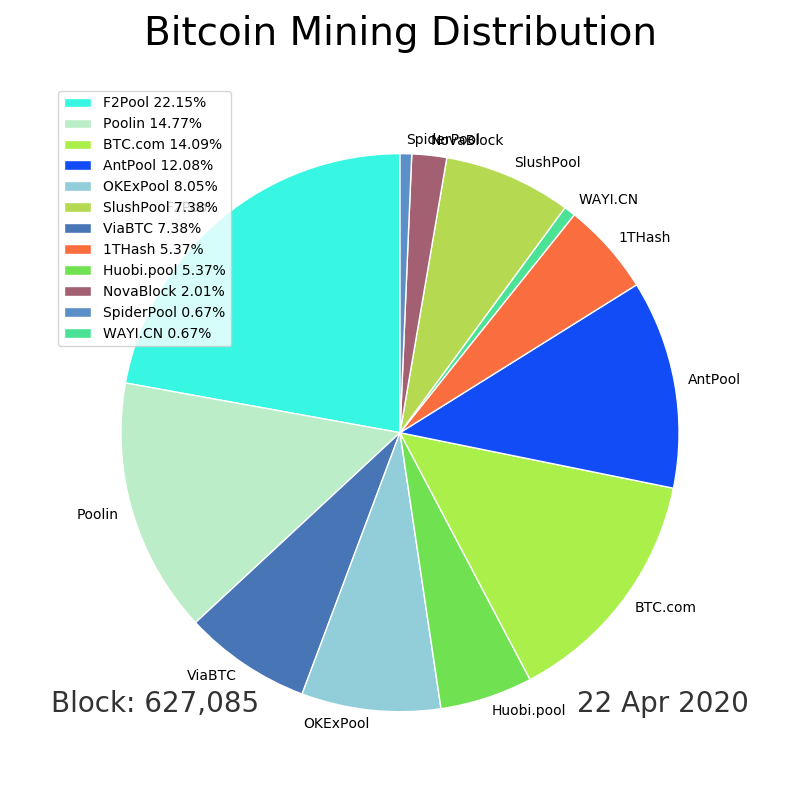 Bitcoin Mining Distribution
F2Pool 22.15%
Poolin 14.77%
BTC.com 14.09%
AntPool 12.08%
OKExPool 8.05%
SlushPool 7.38%
ViaBTC 7.38%
1THash 5.37%
Huobi.pool 5.37%
NovaBlock 2.01%
SpiderPool 0.67%
WAYI.CN 0.67%
SpiderPool
NovaBlock
SlushPool
WAYI.CN
1THash
AntPool
BTC.com
Huobi.pool
OKExPool
ViaBTC
Poolin
Block: 627,085
22 Apr 2020